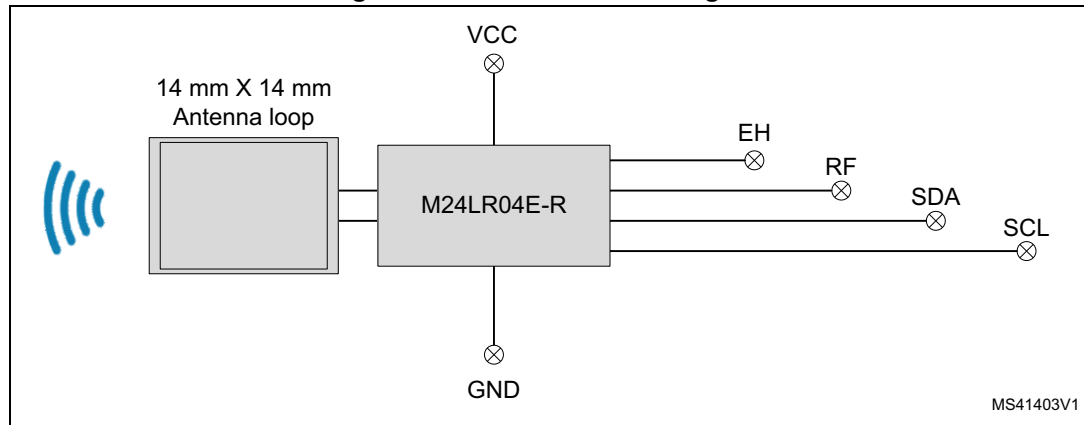 VCC
14 mm X 14 mm
Antenna loop
EH
RF
M24LR04E-R
SDA
SCL
GND
MS41403V1